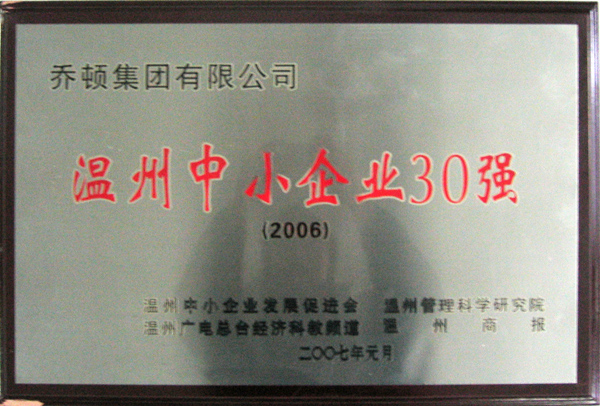 乔顿集团有限公司
温州中小企业30强
(2006)
温州中小企业发展促进会 温州管理科学研究院
温州广电总台经济科教频道 温州商报
二〇〇七年元月